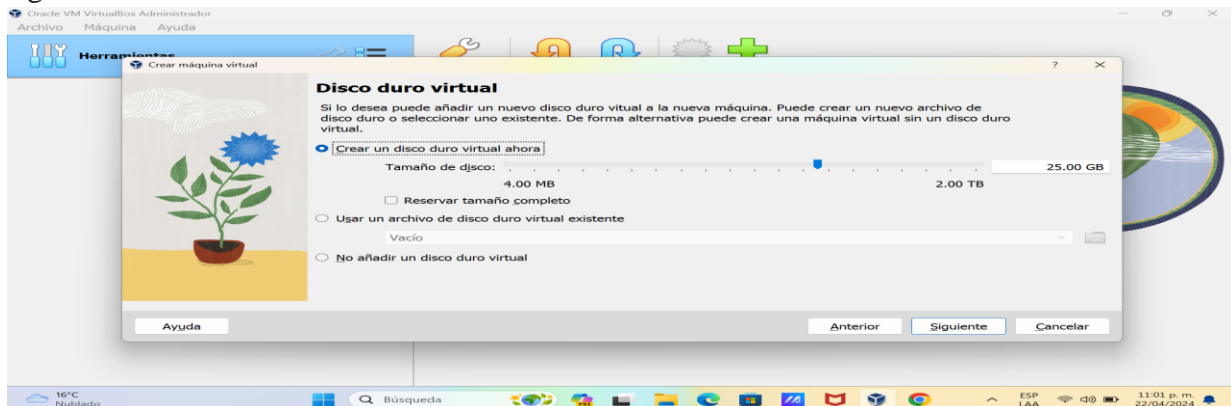 Oracle VM VirtualBox Administrador
Archivo Máquina Ayuda
Herramientas
Crear máquina virtual
Disco duro virtual
Si lo desea puede añadir un nuevo disco duro vitual a la nueva máquina. Puede crear un nuevo archivo de
disco duro o seleccionar uno existente. De forma alternativa puede crear una máquina virtual sin un disco duro
virtual.
Crear un disco duro virtual ahora
Tamaño de disco: 25.00 GB
4.00 MB 2.00 TB
Reservar tamaño completo
Usar un archivo de disco duro virtual existente
Vacío
No añadir un disco duro virtual
Ayuda Anterior Siguiente Cancelar
16°C
Nublado
Búsqueda
ESP
LAA
11:01 p. m.
22/04/2024